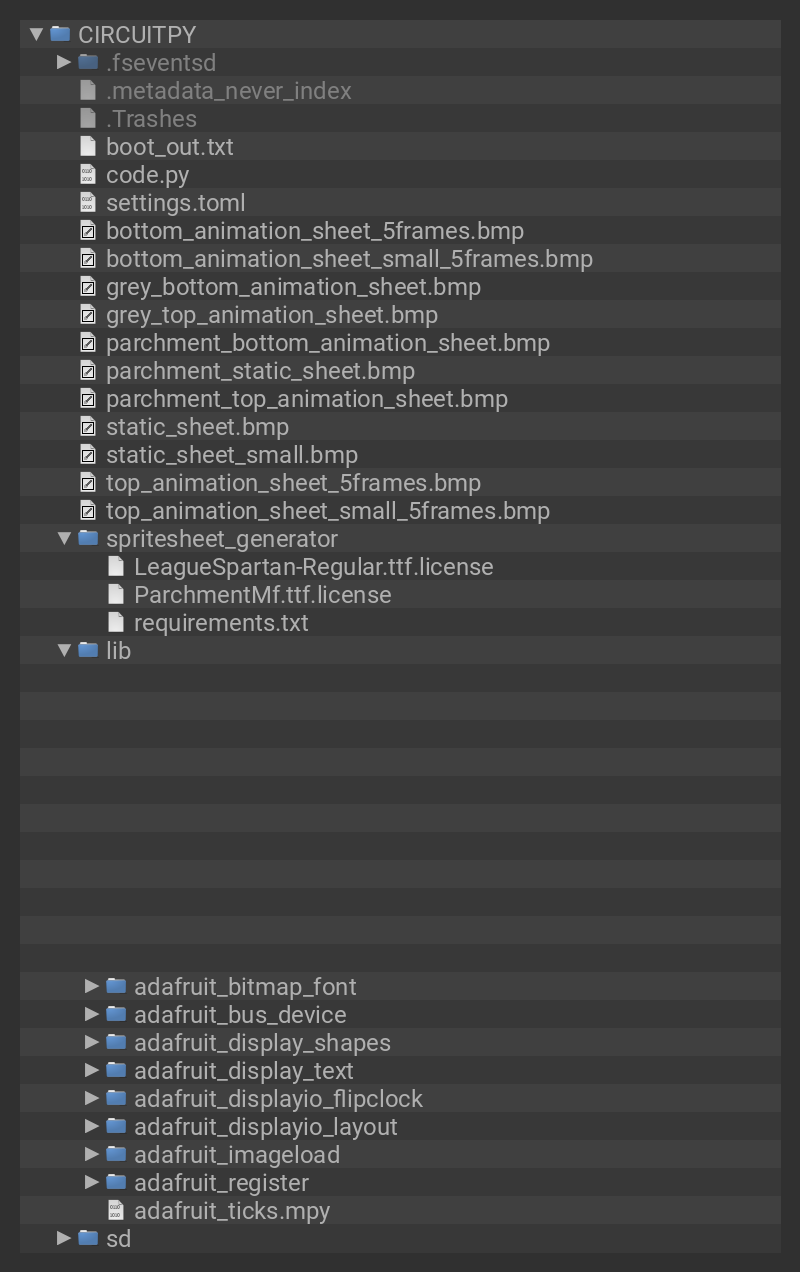 CIRCUITPY
.fseventsd
.metadata_never_index
.Trashes
boot_out.txt
code.py
settings.toml
bottom_animation_sheet_5frames.bmp
bottom_animation_sheet_small_5frames.bmp
grey_bottom_animation_sheet.bmp
grey_top_animation_sheet.bmp
parchment_bottom_animation_sheet.bmp
parchment_static_sheet.bmp
parchment_top_animation_sheet.bmp
static_sheet.bmp
static_sheet_small.bmp
top_animation_sheet_5frames.bmp
top_animation_sheet_small_5frames.bmp
spritesheet_generator
LeagueSpartan-Regular.ttf.license
ParchmentMf.ttf.license
requirements.txt
lib
adafruit_bitmap_font
adafruit_bus_device
adafruit_display_shapes
adafruit_display_text
adafruit_displayio_flipclock
adafruit_displayio_layout
adafruit_imageload
adafruit_register
adafruit_ticks.mpy
sd